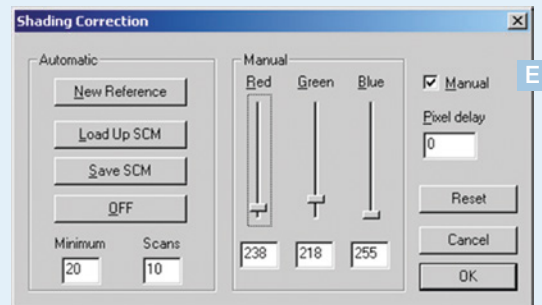 Shading Correction
Automatic
New Reference
Load Up SCM
Save SCM
OFF
Minimum Scans
20 10
Manual
Red Green Blue
238 218 255
Manual
Pixel delay
0
Reset
Cancel
OK
E